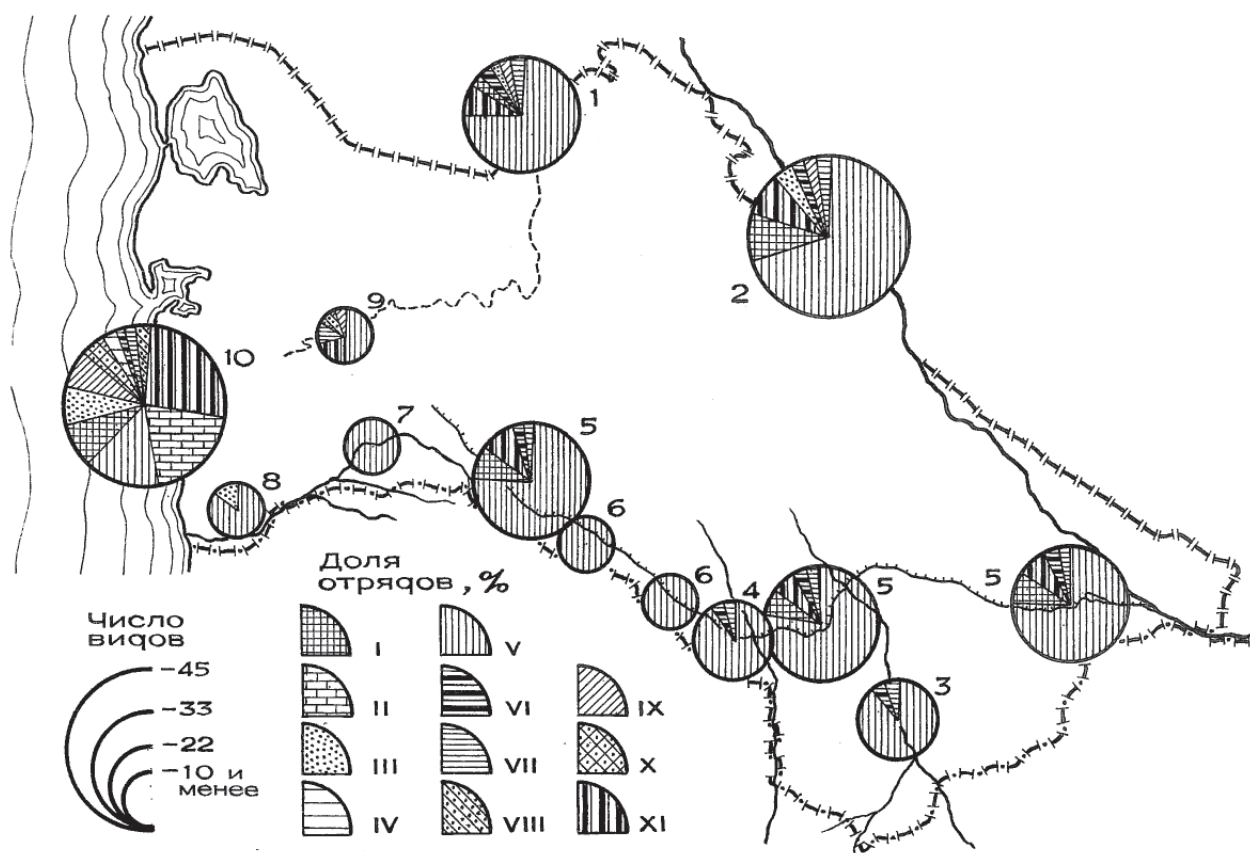 1
2
9
10
7
5
8
6
6
4
5
5
3
Число
видов
-45
-33
-22
-10 и
менее
Доля
отрядов, %
I
II
III
IV
V
VI
VII
VIII
IX
X
XI